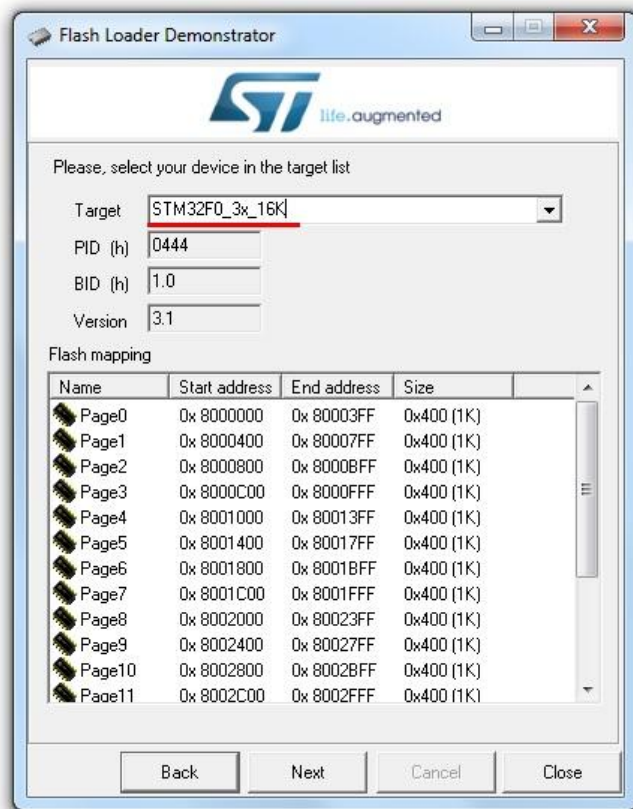 Flash Loader Demonstrator
ST life.augmented
Please, select your device in the target list
Target STM32F0_3x_16K
PID (h) 0444
BID (h) 1.0
Version 3.1
Flash mapping
Name Start address End address Size
Page0 0x 8000000 0x 80003FF 0x400 (1K)
Page1 0x 8000400 0x 80007FF 0x400 (1K)
Page2 0x 8000800 0x 8000BFF 0x400 (1K)
Page3 0x 8000C00 0x 8000FFF 0x400 (1K)
Page4 0x 8001000 0x 80013FF 0x400 (1K)
Page5 0x 8001400 0x 80017FF 0x400 (1K)
Page6 0x 8001800 0x 8001BFF 0x400 (1K)
Page7 0x 8001C00 0x 8001FFF 0x400 (1K)
Page8 0x 8002000 0x 80023FF 0x400 (1K)
Page9 0x 8002400 0x 80027FF 0x400 (1K)
Page10 0x 8002800 0x 8002BFF 0x400 (1K)
Page11 0x 8002C00 0x 8002FFF 0x400 (1K)
Back Next Cancel Close